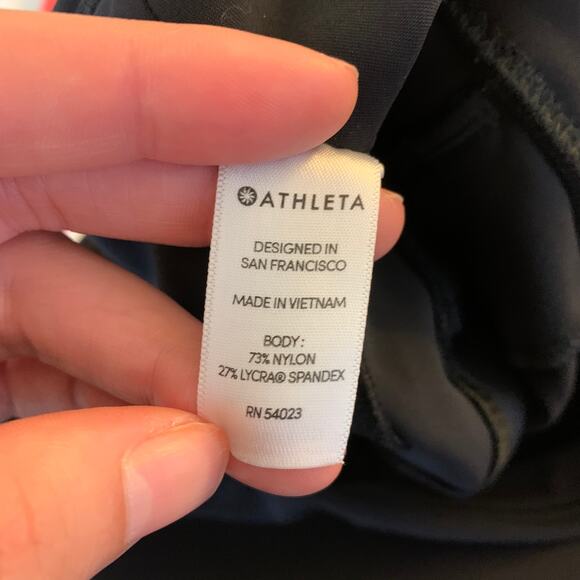 ATHLETA
DESIGNED IN
SAN FRANCISCO
MADE IN VIETNAM
BODY:
73% NYLON
27% LYCRA® SPANDEX
RN 54023